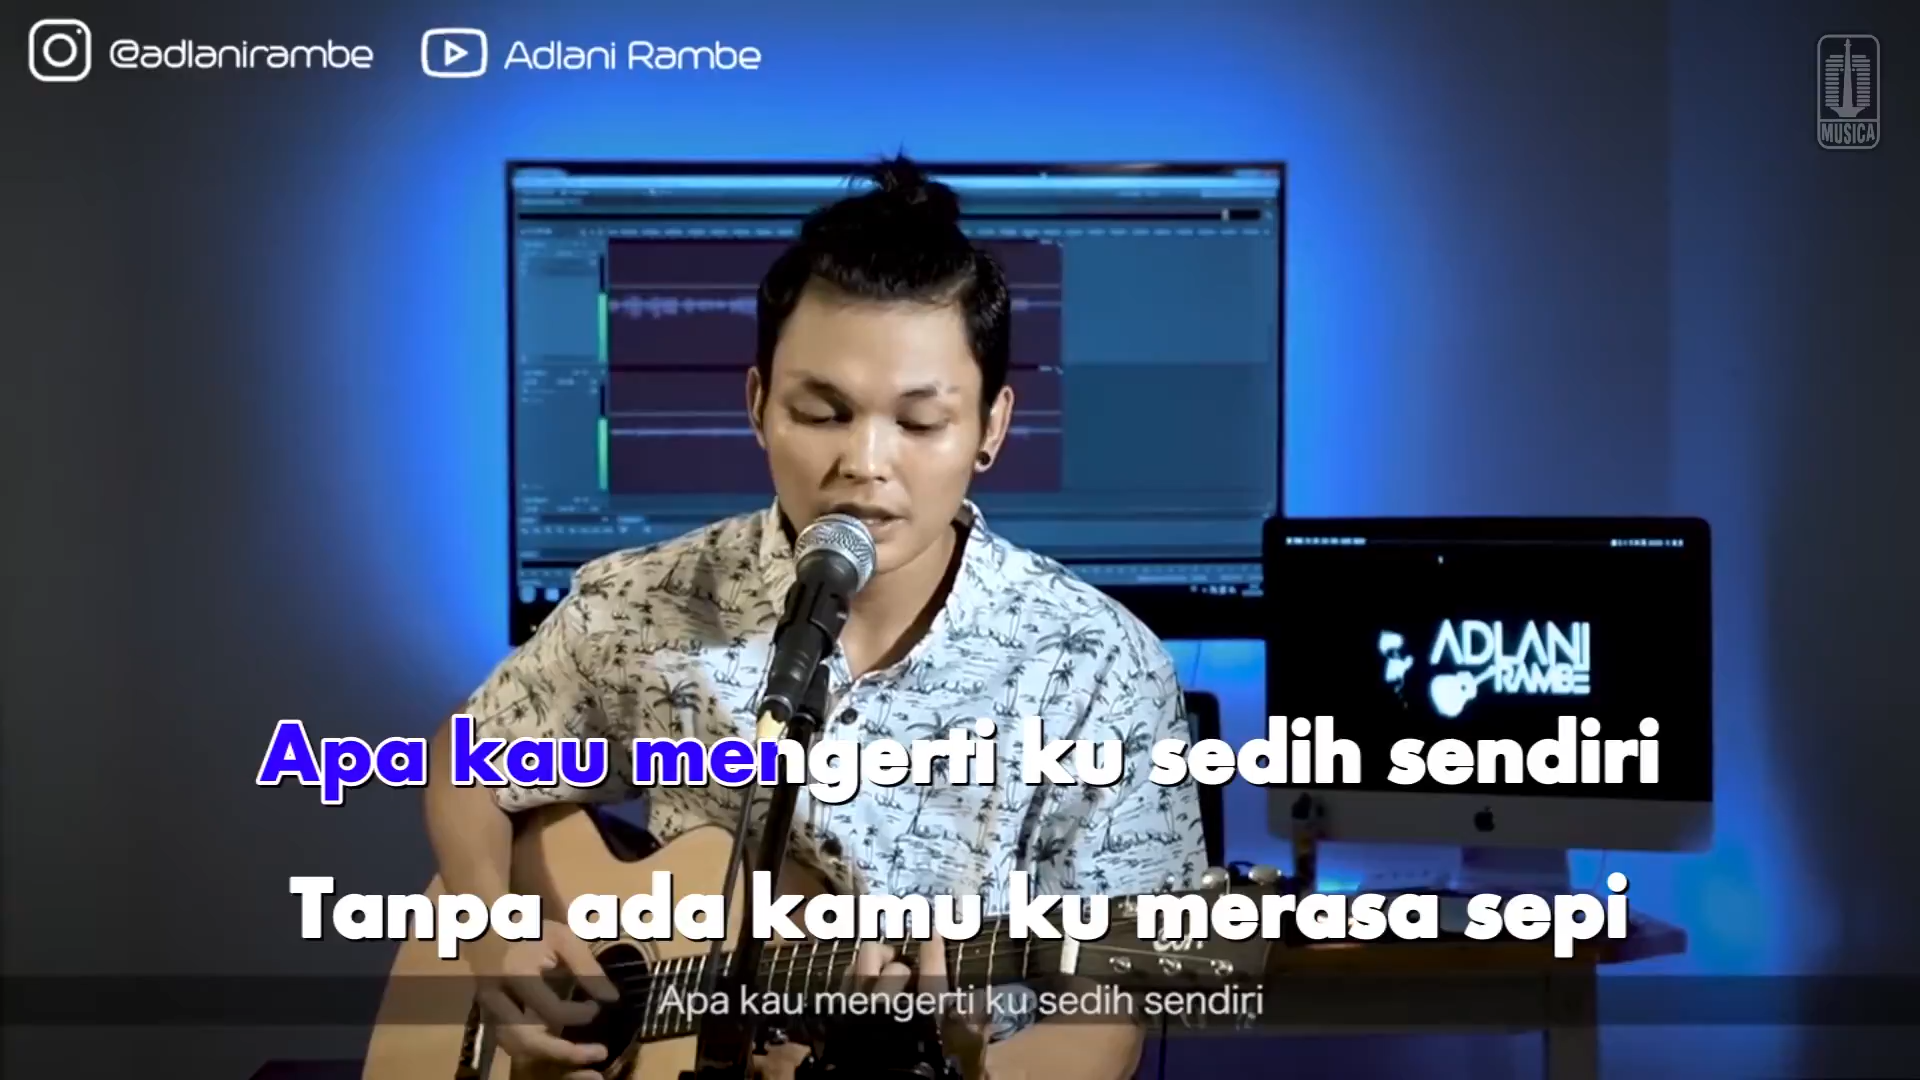 @adlanirambe
Adlani Rambe
MUSICA
ADLANI
RAMBE
Apa kau mengerti ku sedih sendiri
Tanpa ada kamu ku merasa sepi
Apa kau mengerti ku sedih sendiri